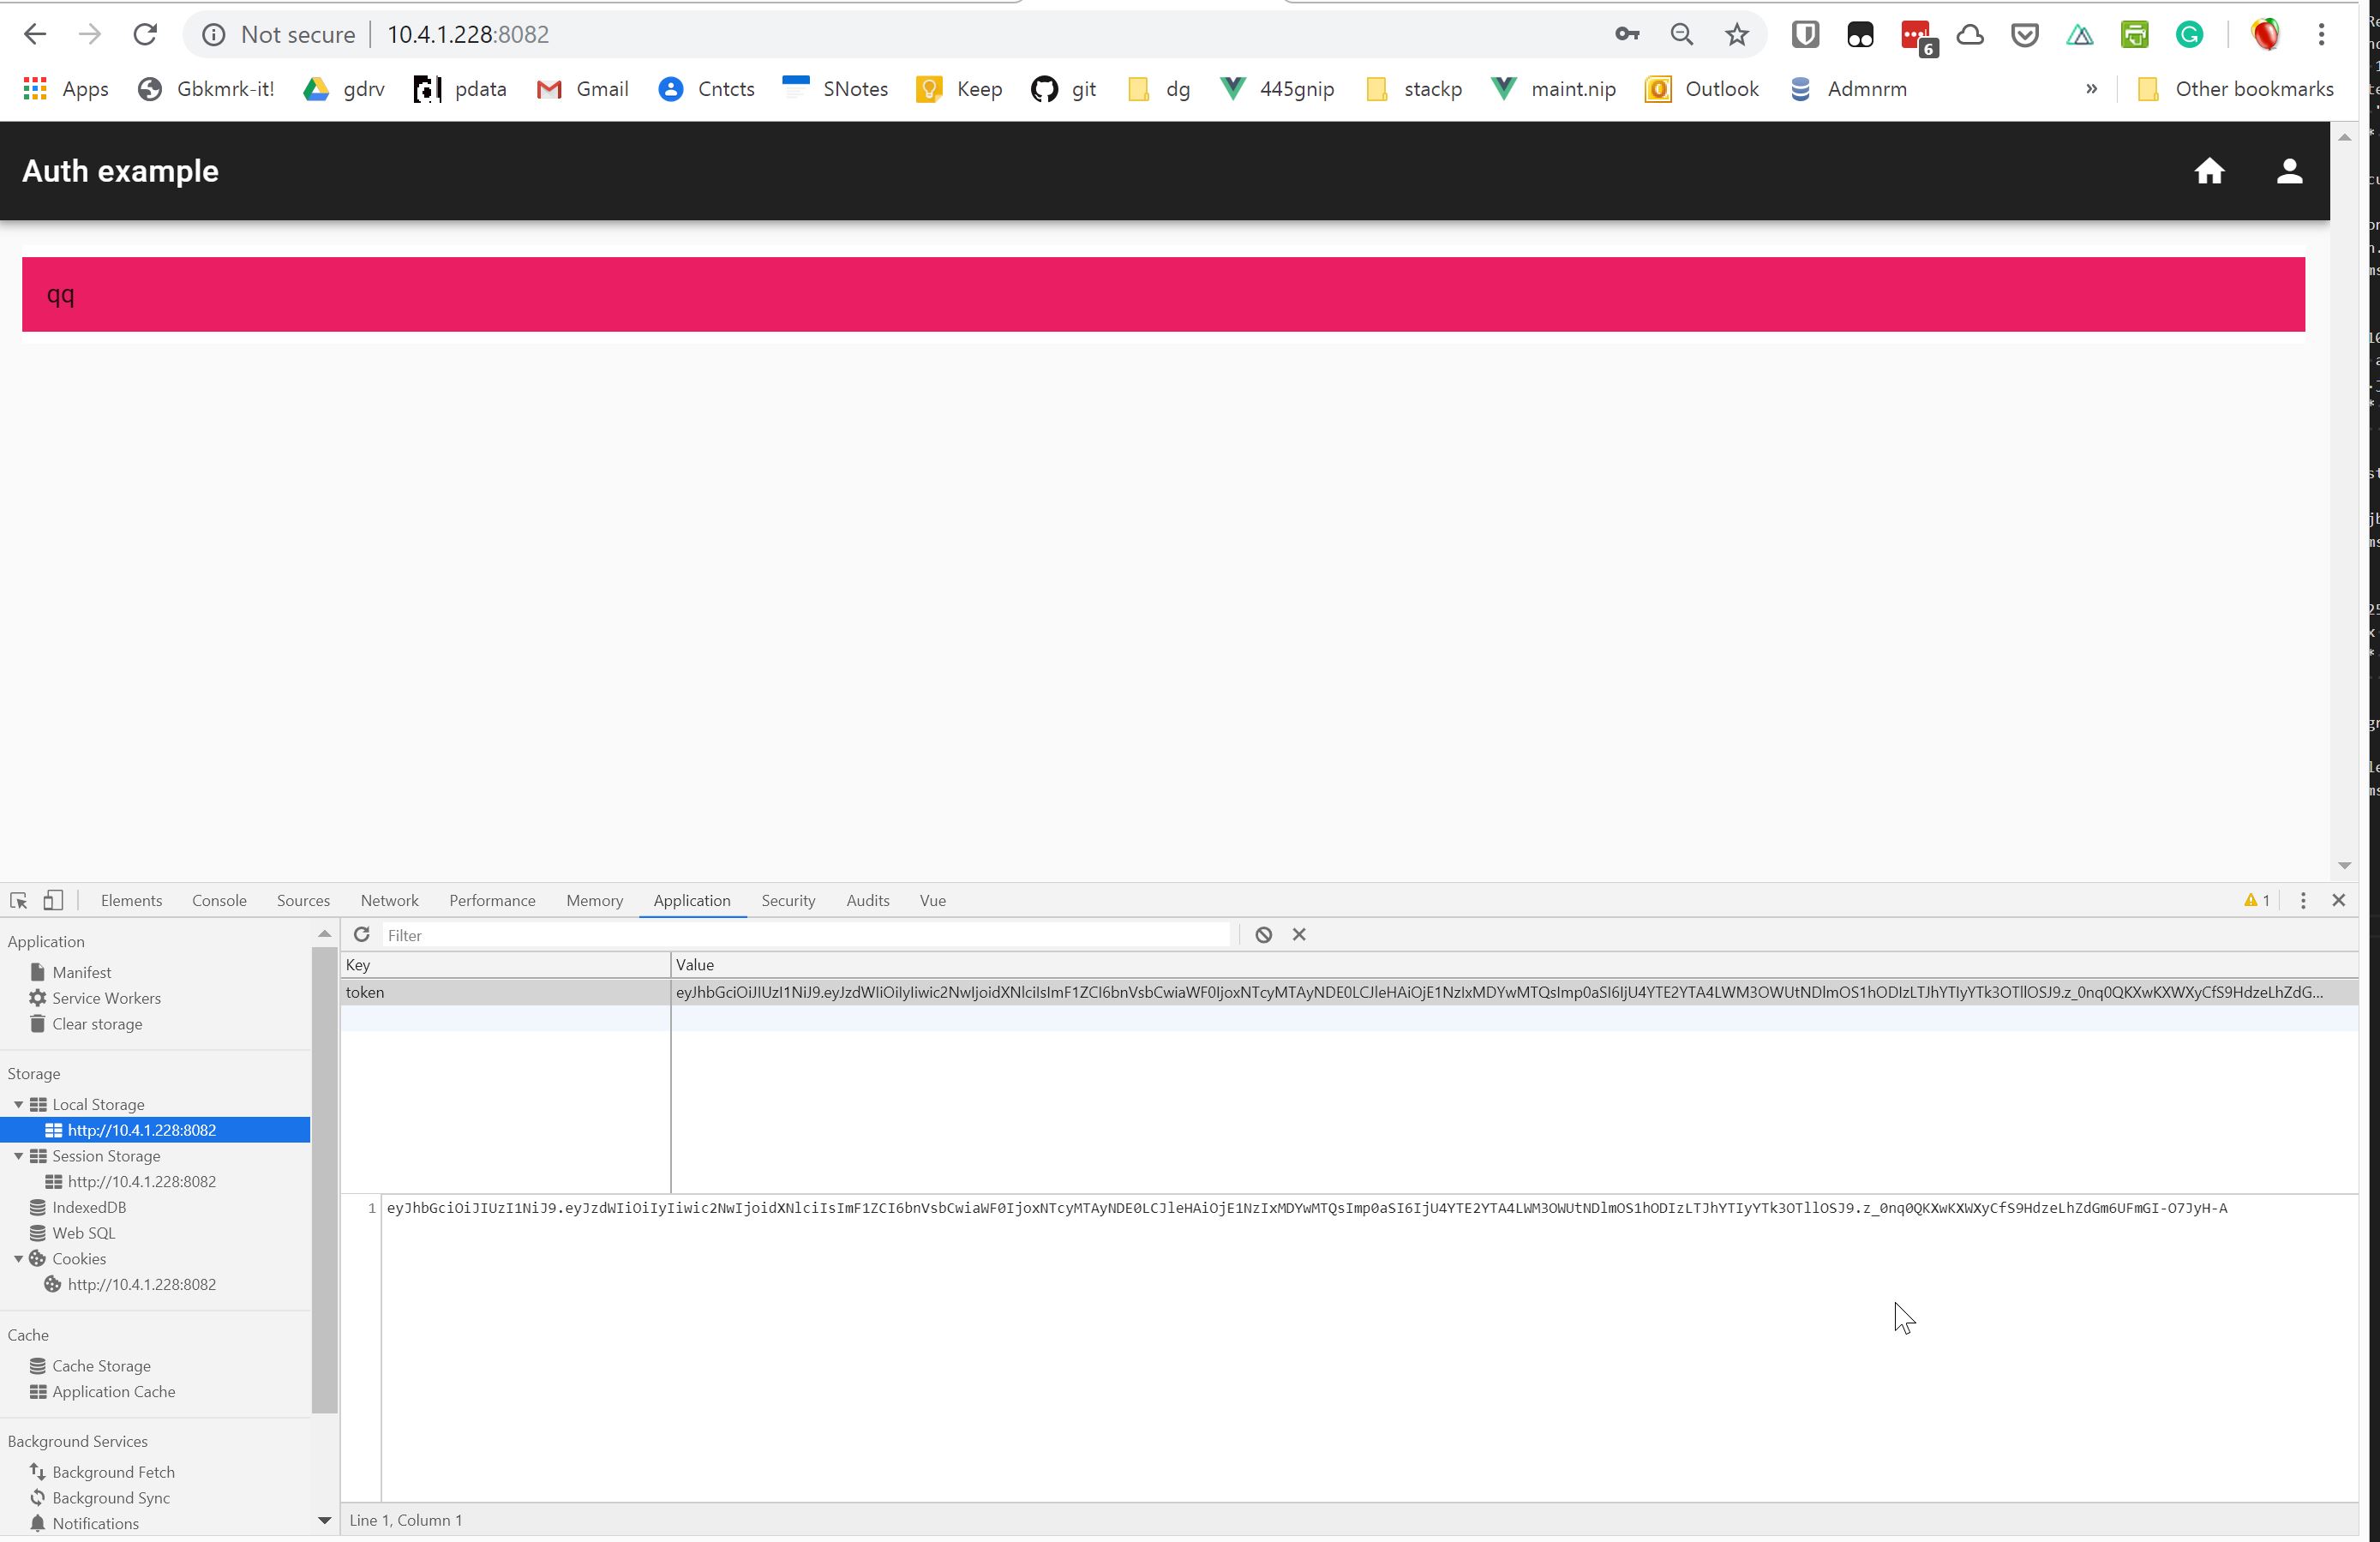 Not secure 10.4.1.228:8082
6
Apps Gbkmrk-it! gdrv pdata Gmail Cntcts SNotes Keep git dg 445gnip stackp maint.nip Outlook Admnrm » Other bookmarks
Auth example
qq
Elements Console Sources Network Performance Memory Application Security Audits Vue 1
Application
Manifest
Service Workers
Clear storage
Storage
Local Storage
http://10.4.1.228:8082
Session Storage
http://10.4.1.228:8082
IndexedDB
Web SQL
Cookies
http://10.4.1.228:8082
Cache
Cache Storage
Application Cache
Background Services
Background Fetch
Background Sync
Notifications
Filter
Key Value
token eyJhbGciOiJIUzI1NiJ9.eyJzdWIiOiIyIiwic2NwIjoidXNlciIsImF1ZCI6bnVsbCwiaWF0IjoxNTcyMTAyNDE0LCJleHAiOjE1NzIxMDYwMTQsImp0aSI6IjU4YTE2YTA4LWM3OWUtNDlmOS1hODIzLTJhYTIyYTk3OTllOSJ9.z_0nq0QKXwKXWXyCfS9HdzeLhZdG...
1 eyJhbGciOiJIUzI1NiJ9.eyJzdWIiOiIyIiwic2NwIjoidXNlciIsImF1ZCI6bnVsbCwiaWF0IjoxNTcyMTAyNDE0LCJleHAiOjE1NzIxMDYwMTQsImp0aSI6IjU4YTE2YTA4LWM3OWUtNDlmOS1hODIzLTJhYTIyYTk3OTllOSJ9.z_0nq0QKXwKXWXyCfS9HdzeLhZdGm6UFmGI-O7JyH-A
Line 1, Column 1